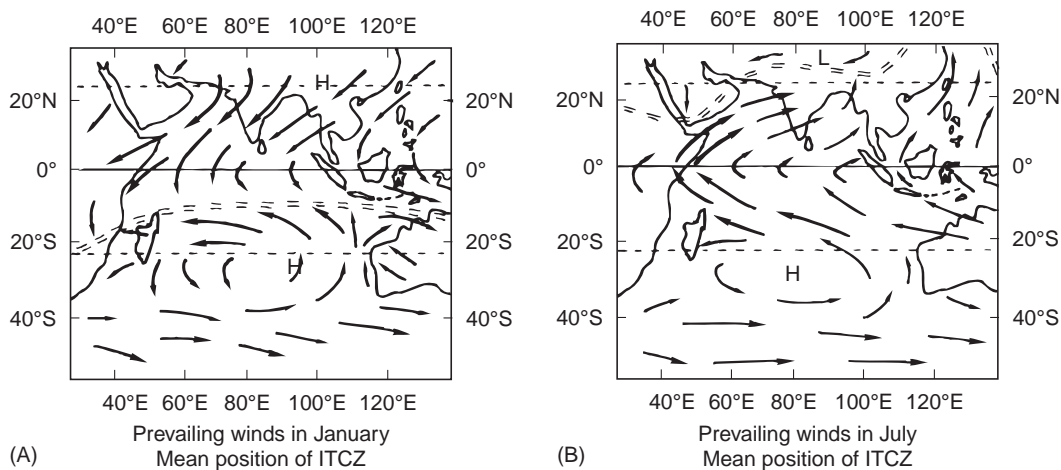 40°E 60°E 80°E 100°E 120°E
H
20°N
0° 0°
20°S 20°S
H
40°S 40°S
40°E 60°E 80°E 100°E 120°E
(A)
Prevailing winds in January
Mean position of ITCZ
40°E 60°E 80°E 100°E 120°E
L
20°N 20°N
0° 0°
20°S 20°S
H
40°S 40°S
40°E 60°E 80°E 100°E 120°E
(B)
Prevailing winds in July
Mean position of ITCZ